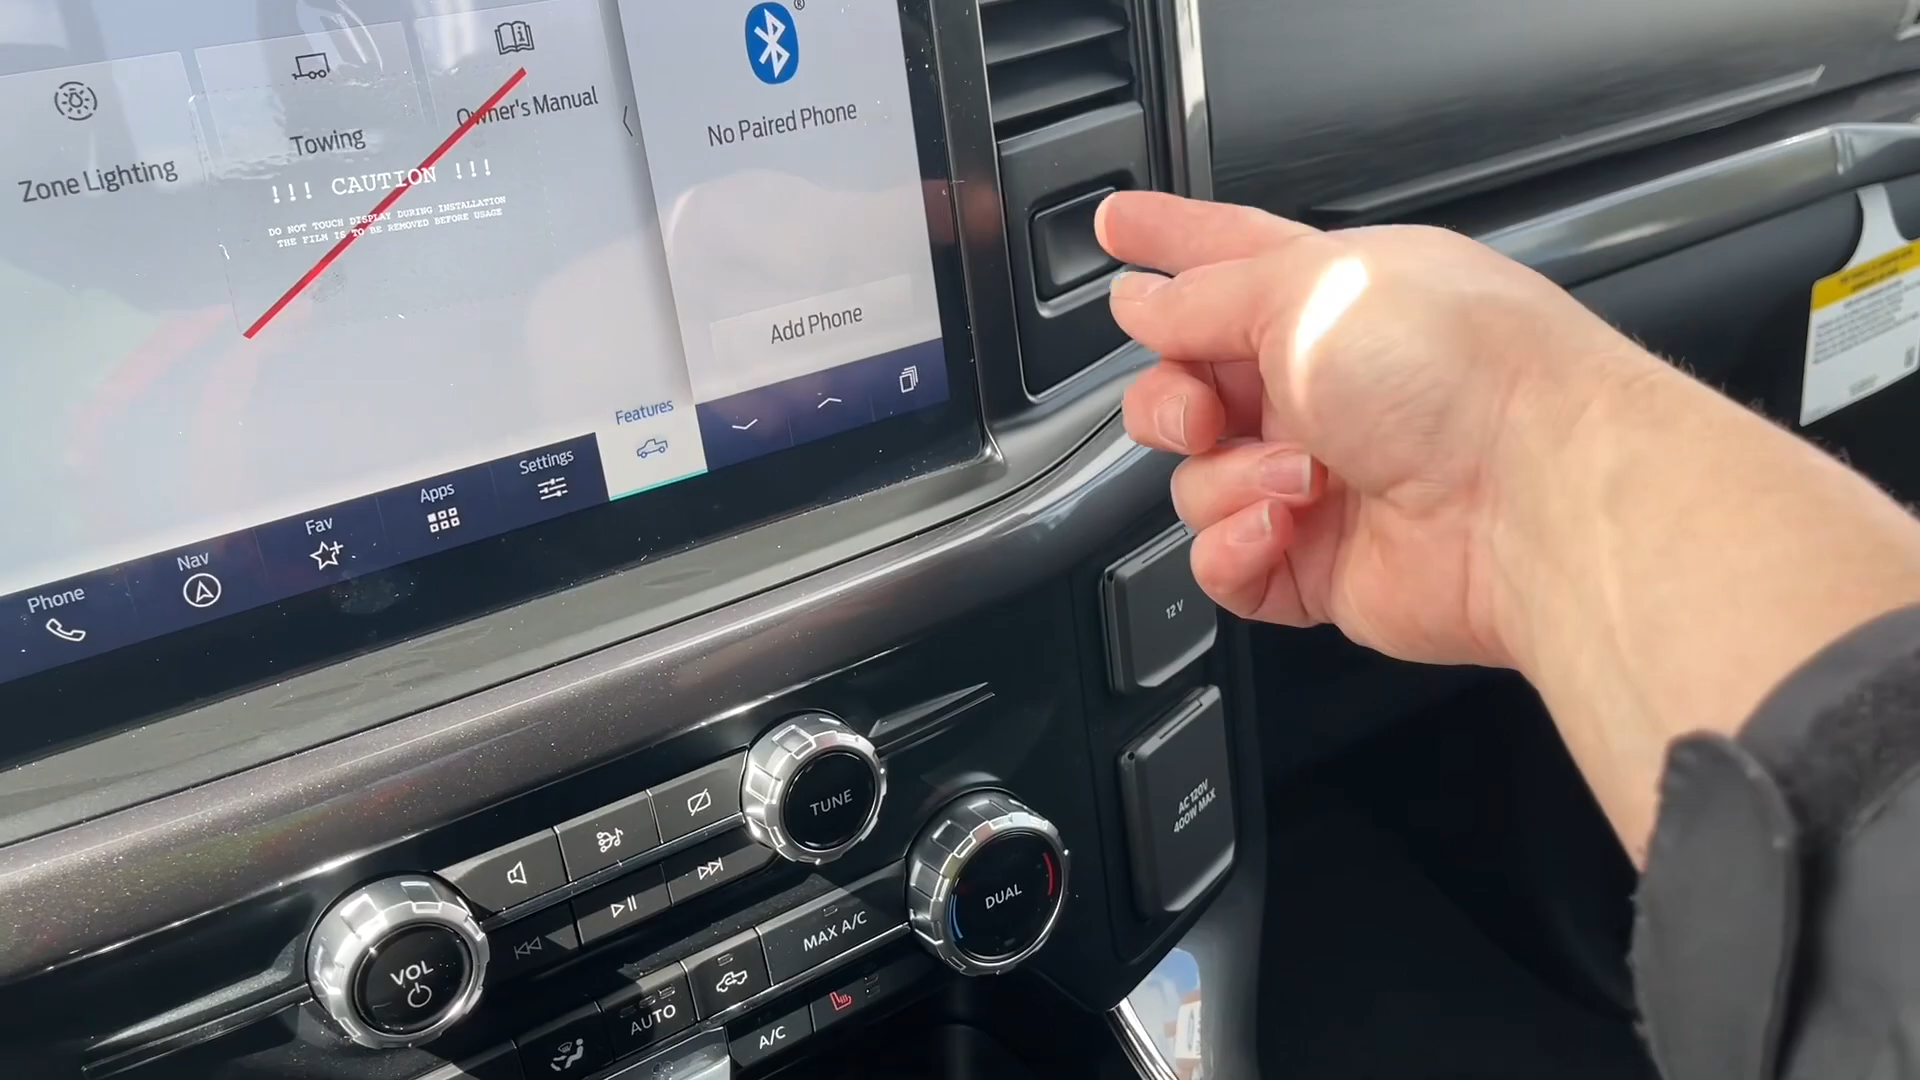 Zone Lighting
Towing
Owner's Manual
!!! CAUTION !!!
DO NOT TOUCH DISPLAY DURING INSTALLATION
THE FILM IS TO BE REMOVED BEFORE USAGE
®
No Paired Phone
Add Phone
Phone
Nav
Fav
Apps
Settings
Features
12V
AC 120V
400W MAX
TUNE
VOL
DUAL
MAX A/C
AUTO
A/C